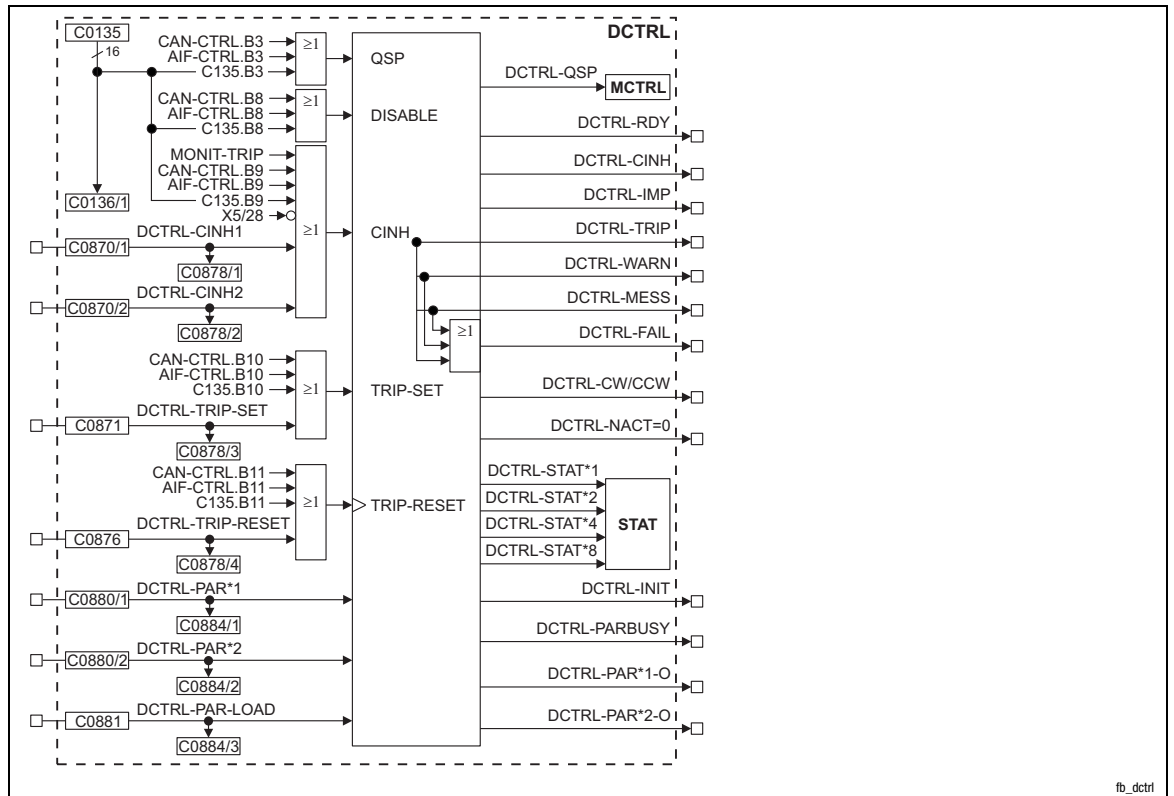 C0135
DCTRL
16
CAN-CTRL.B3
AIF-CTRL.B3
C135.B3
≥1
QSP
DCTRL-QSP
MCTRL
CAN-CTRL.B8
AIF-CTRL.B8
C135.B8
≥1
DISABLE
DCTRL-RDY
MONIT-TRIP
CAN-CTRL.B9
AIF-CTRL.B9
C135.B9
X5/28
≥1
CINH
DCTRL-CINH
DCTRL-IMP
C0136/1
DCTRL-CINH1
C0870/1
C0878/1
DCTRL-TRIP
DCTRL-WARN
DCTRL-CINH2
C0870/2
C0878/2
DCTRL-MESS
≥1
DCTRL-FAIL
CAN-CTRL.B10
AIF-CTRL.B10
C135.B10
≥1
TRIP-SET
DCTRL-CW/CCW
DCTRL-TRIP-SET
C0871
C0878/3
DCTRL-NACT=0
CAN-CTRL.B11
AIF-CTRL.B11
C135.B11
≥1
TRIP-RESET
DCTRL-STAT*1
DCTRL-STAT*2
DCTRL-STAT*4
DCTRL-STAT*8
STAT
DCTRL-TRIP-RESET
C0876
C0878/4
DCTRL-PAR*1
C0880/1
C0884/1
DCTRL-INIT
DCTRL-PARBUSY
DCTRL-PAR*2
C0880/2
C0884/2
DCTRL-PAR*1-O
DCTRL-PAR-LOAD
C0881
C0884/3
DCTRL-PAR*2-O
fb_dctrl